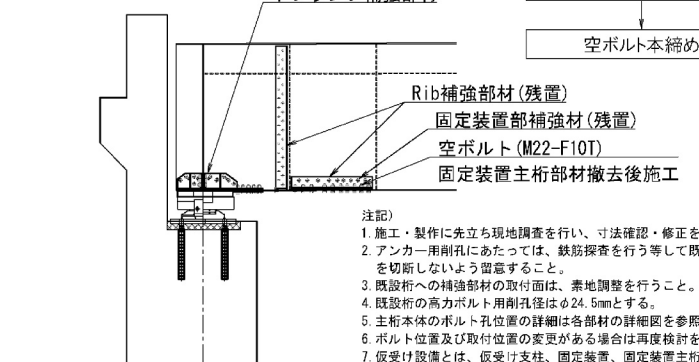 空ボルト本締め
Rib補強部材(残置)
固定装置部補強材(残置)
空ボルト(M22-F10T)
固定装置主桁部材撤去後施工
注記)
1.施工・製作に先立ち現地調査を行い、寸法確認・修正を
2.アンカー用削孔にあたっては、鉄筋探査を行う等して既
を切断しないよう留意すること。
3.既設桁への補強部材の取付面は、素地調整を行うこと。
4.既設桁の高力ボルト用削孔径はφ24.5mmとする。
5.主桁本体のボルト孔位置の詳細は各部材の詳細図を参照
6.ボルト位置及び取付位置の変更がある場合は再度検討を
7.仮受け設備とは、仮受け支柱、固定装置、固定装置主桁